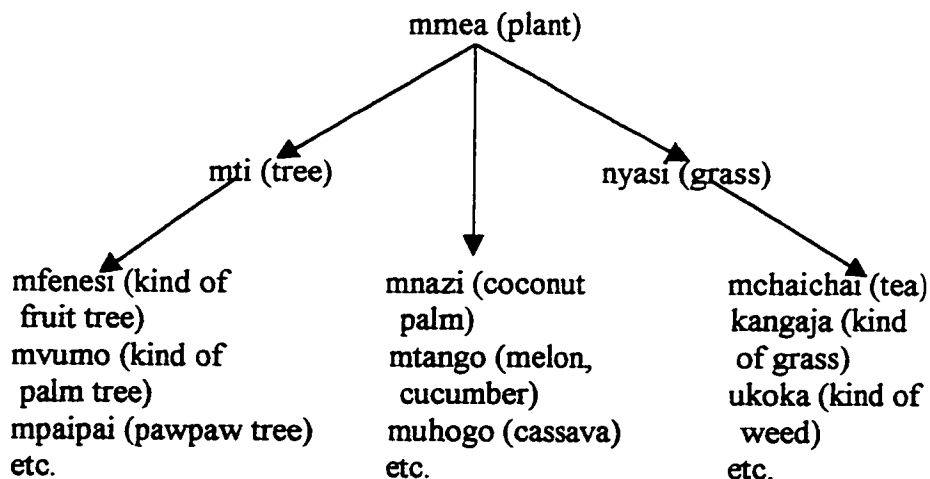 mmea (plant)
mti (tree)
nyasi (grass)
mfenesi (kind of
fruit tree)
mvumo (kind of
palm tree)
mpaipai (pawpaw tree)
etc.
mnazi (coconut
palm)
mtango (melon,
cucumber)
muhogo (cassava)
etc.
mchaichai (tea)
kangaja (kind
of grass)
ukoka (kind of
weed)
etc.